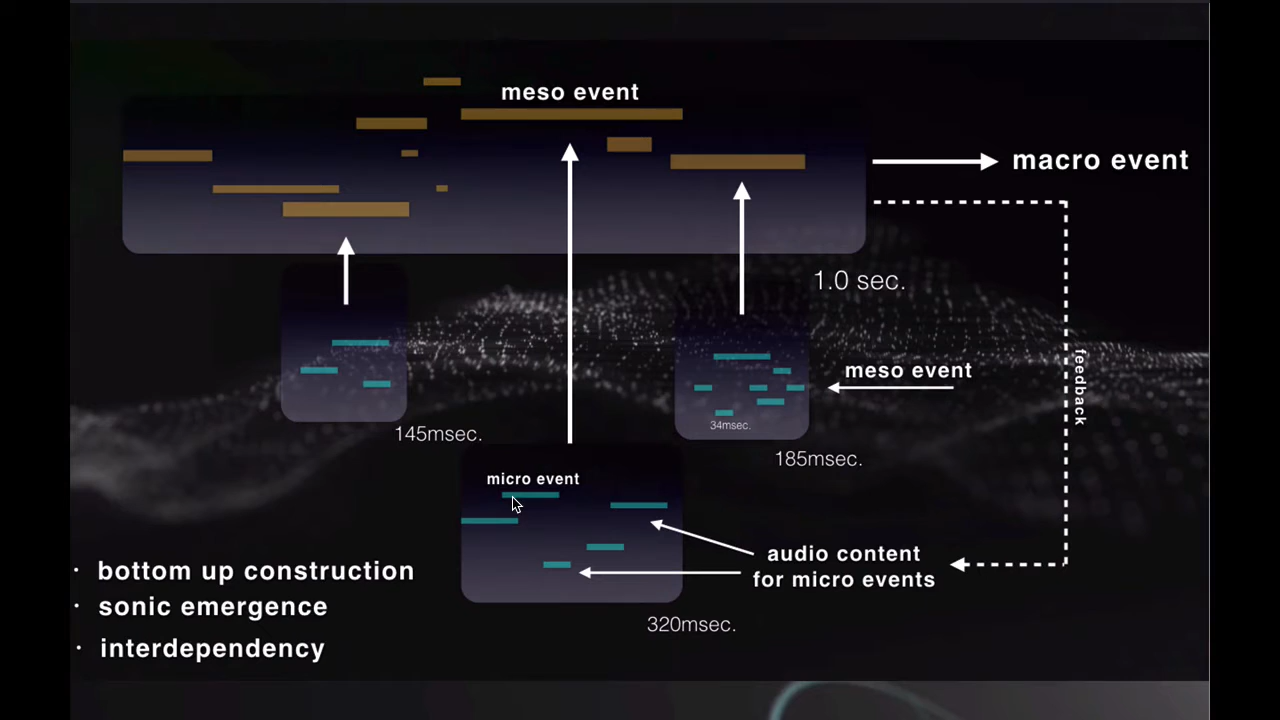 meso event
macro event
1.0 sec.
feedback
meso event
34msec.
145msec.
185msec.
micro event
audio content
for micro events
320msec.
· bottom up construction
· sonic emergence
· interdependency